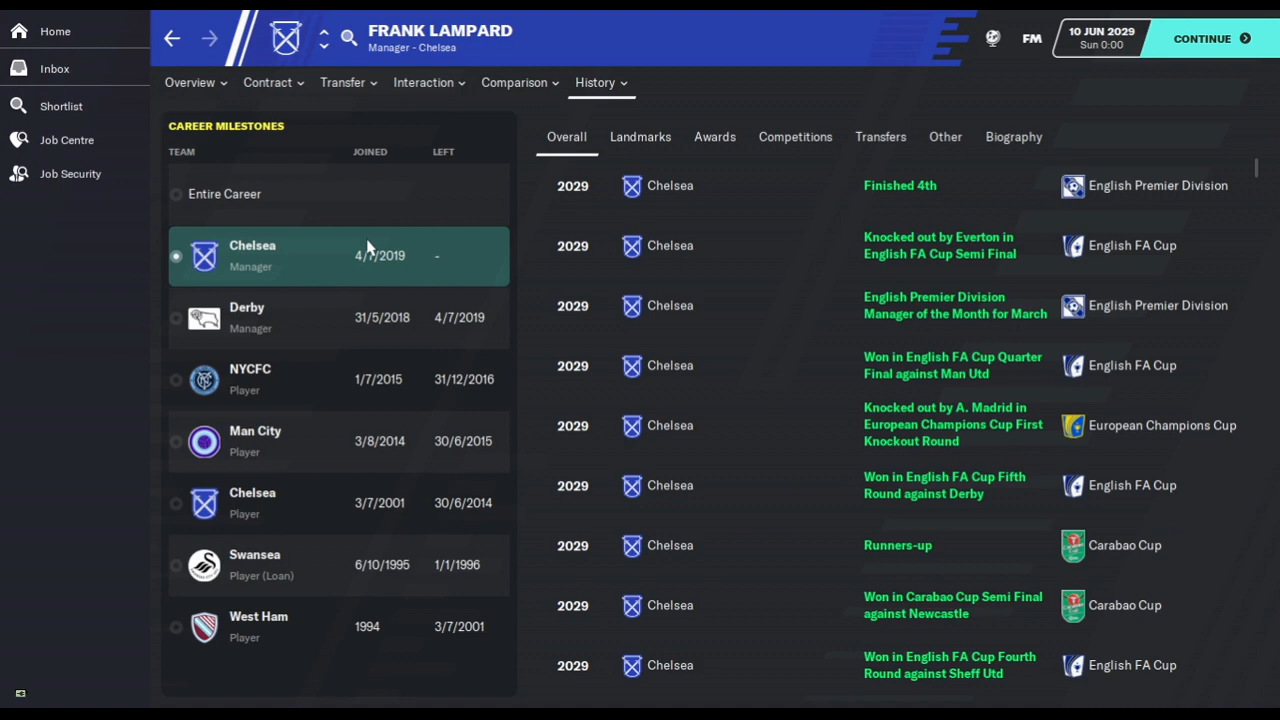 Home
Inbox
Shortlist
Job Centre
Job Security
FRANK LAMPARD
Manager - Chelsea
FM
10 JUN 2029
Sun 0:00
CONTINUE
Overview
Contract
Transfer
Interaction
Comparison
History
CAREER MILESTONES
TEAM JOINED LEFT
Entire Career
Chelsea
Manager
4/7/2019 -
Derby
Manager
31/5/2018 4/7/2019
NYCFC
Player
1/7/2015 31/12/2016
Man City
Player
3/8/2014 30/6/2015
Chelsea
Player
3/7/2001 30/6/2014
Swansea
Player (Loan)
6/10/1995 1/1/1996
West Ham
Player
1994 3/7/2001
Overall Landmarks Awards Competitions Transfers Other Biography
2029 Chelsea Finished 4th English Premier Division
2029 Chelsea
Knocked out by Everton in
English FA Cup Semi Final
English FA Cup
2029 Chelsea
English Premier Division
Manager of the Month for March
English Premier Division
2029 Chelsea
Won in English FA Cup Quarter
Final against Man Utd
English FA Cup
2029 Chelsea
Knocked out by A. Madrid in
European Champions Cup First
Knockout Round
European Champions Cup
2029 Chelsea
Won in English FA Cup Fifth
Round against Derby
English FA Cup
2029 Chelsea Runners-up Carabao Cup
2029 Chelsea
Won in Carabao Cup Semi Final
against Newcastle
Carabao Cup
2029 Chelsea
Won in English FA Cup Fourth
Round against Sheff Utd
English FA Cup